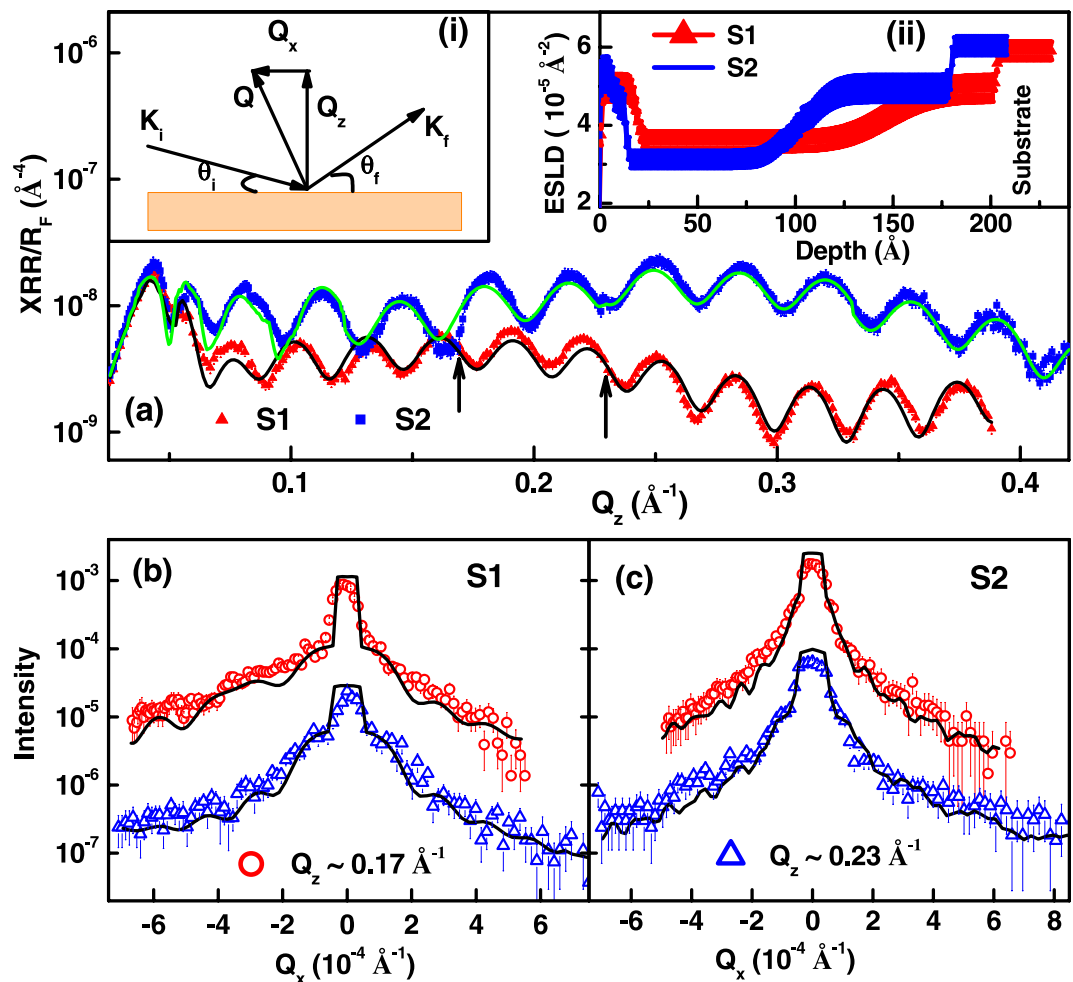 10⁻⁶
10⁻⁷
10⁻⁸
10⁻⁹
XRR/R_F (Å⁻⁴)
(i)
Q_x
Q
Q_z
K_i
K_f
θ_i
θ_f
(ii)
S1
S2
6
4
2
ESLD ( 10⁻⁵ Å⁻²)
Substrate
0 50 100 150 200
Depth (Å)
(a)
S1 S2
0.1 0.2 0.3 0.4
Q_z (Å⁻¹)
(b) S1
10⁻³
10⁻⁴
10⁻⁵
10⁻⁶
10⁻⁷
Intensity
Q_z ~ 0.17 Å⁻¹
-6 -4 -2 0 2 4 6
Q_x (10⁻⁴ Å⁻¹)
(c) S2
Q_z ~ 0.23 Å⁻¹
-6 -4 -2 0 2 4 6 8
Q_x (10⁻⁴ Å⁻¹)